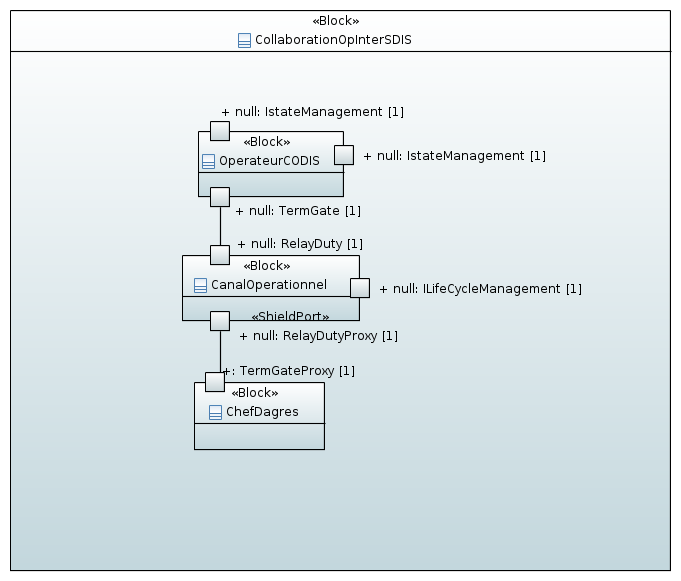 «Block»
CollaborationOpInterSDIS
+ null: IstateManagement [1]
«Block»
OperateurCODIS
+ null: IstateManagement [1]
+ null: TermGate [1]
+ null: RelayDuty [1]
«Block»
CanalOperationnel
+ null: ILifeCycleManagement [1]
«ShieldPort»
+ null: RelayDutyProxy [1]
+: TermGateProxy [1]
«Block»
ChefDagres